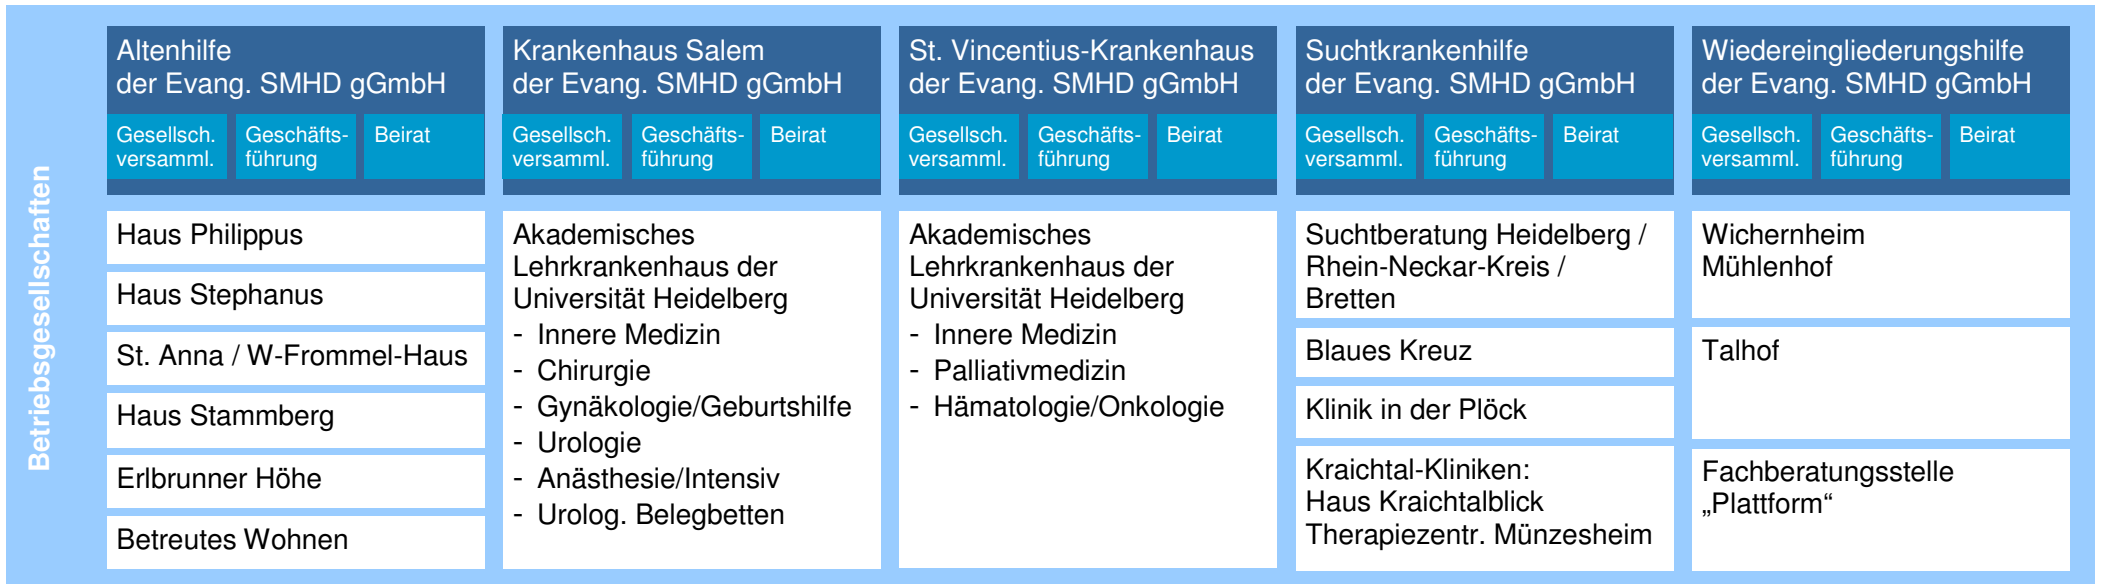 Betriebsgesellschaften
Altenhilfe
der Evang. SMHD gGmbH
Gesellsch.
versamml.
Geschäfts-
führung
Beirat
Haus Philippus
Haus Stephanus
St. Anna / W-Frommel-Haus
Haus Stammberg
Erlbrunner Höhe
Betreutes Wohnen
Krankenhaus Salem
der Evang. SMHD gGmbH
Gesellsch.
versamml.
Geschäfts-
führung
Beirat
Akademisches
Lehrkrankenhaus der
Universität Heidelberg
- Innere Medizin
- Chirurgie
- Gynäkologie/Geburtshilfe
- Urologie
- Anästhesie/Intensiv
- Urolog. Belegbetten
St. Vincentius-Krankenhaus
der Evang. SMHD gGmbH
Gesellsch.
versamml.
Geschäfts-
führung
Beirat
Akademisches
Lehrkrankenhaus der
Universität Heidelberg
- Innere Medizin
- Palliativmedizin
- Hämatologie/Onkologie
Suchtkrankenhilfe
der Evang. SMHD gGmbH
Gesellsch.
versamml.
Geschäfts-
führung
Beirat
Suchtberatung Heidelberg /
Rhein-Neckar-Kreis /
Bretten
Blaues Kreuz
Klinik in der Plöck
Kraichtal-Kliniken:
Haus Kraichtalblick
Therapiezentr. Münzesheim
Wiedereingliederungshilfe
der Evang. SMHD gGmbH
Gesellsch.
versamml.
Geschäfts-
führung
Beirat
Wichernheim
Mühlenhof
Talhof
Fachberatungsstelle
„Plattform“